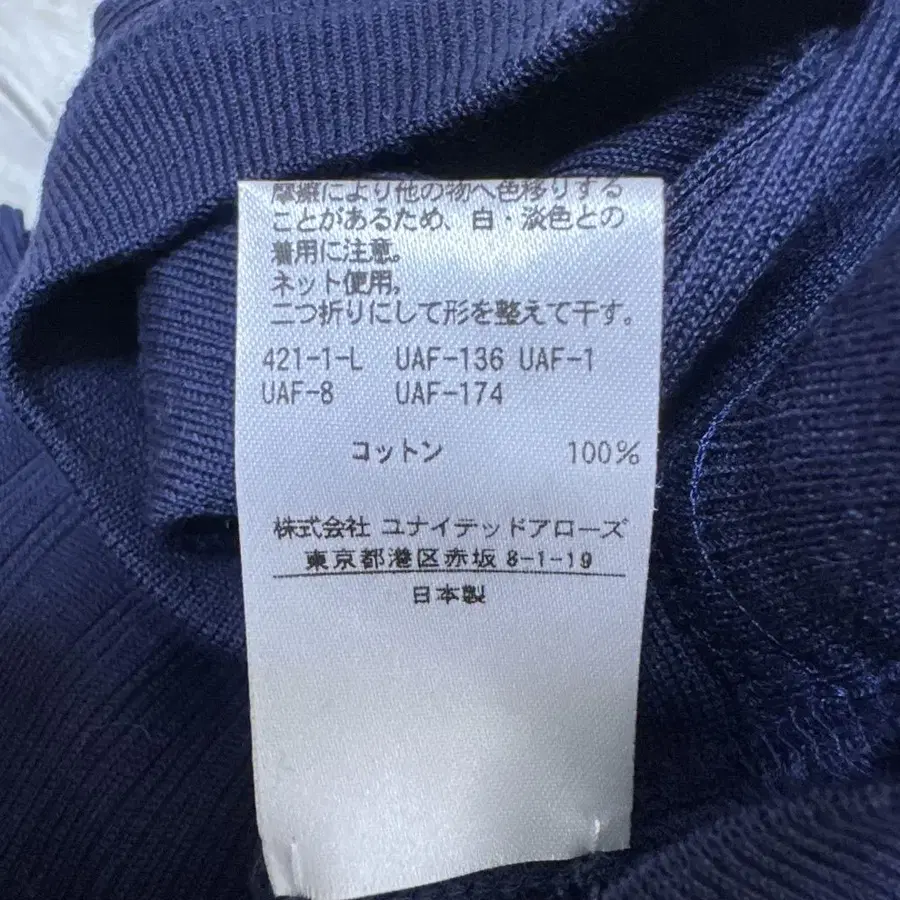 摩擦により他の物へ色移りする
ことがあるため、白・淡色との
着用に注意。
ネット使用。
二つ折りにして形を整えて干す。
421-1-L UAF-136 UAF-1
UAF-8 UAF-174
コットン 100%
株式会社 ユナイテッドアローズ
東京都港区赤坂 8-1-19
日本製